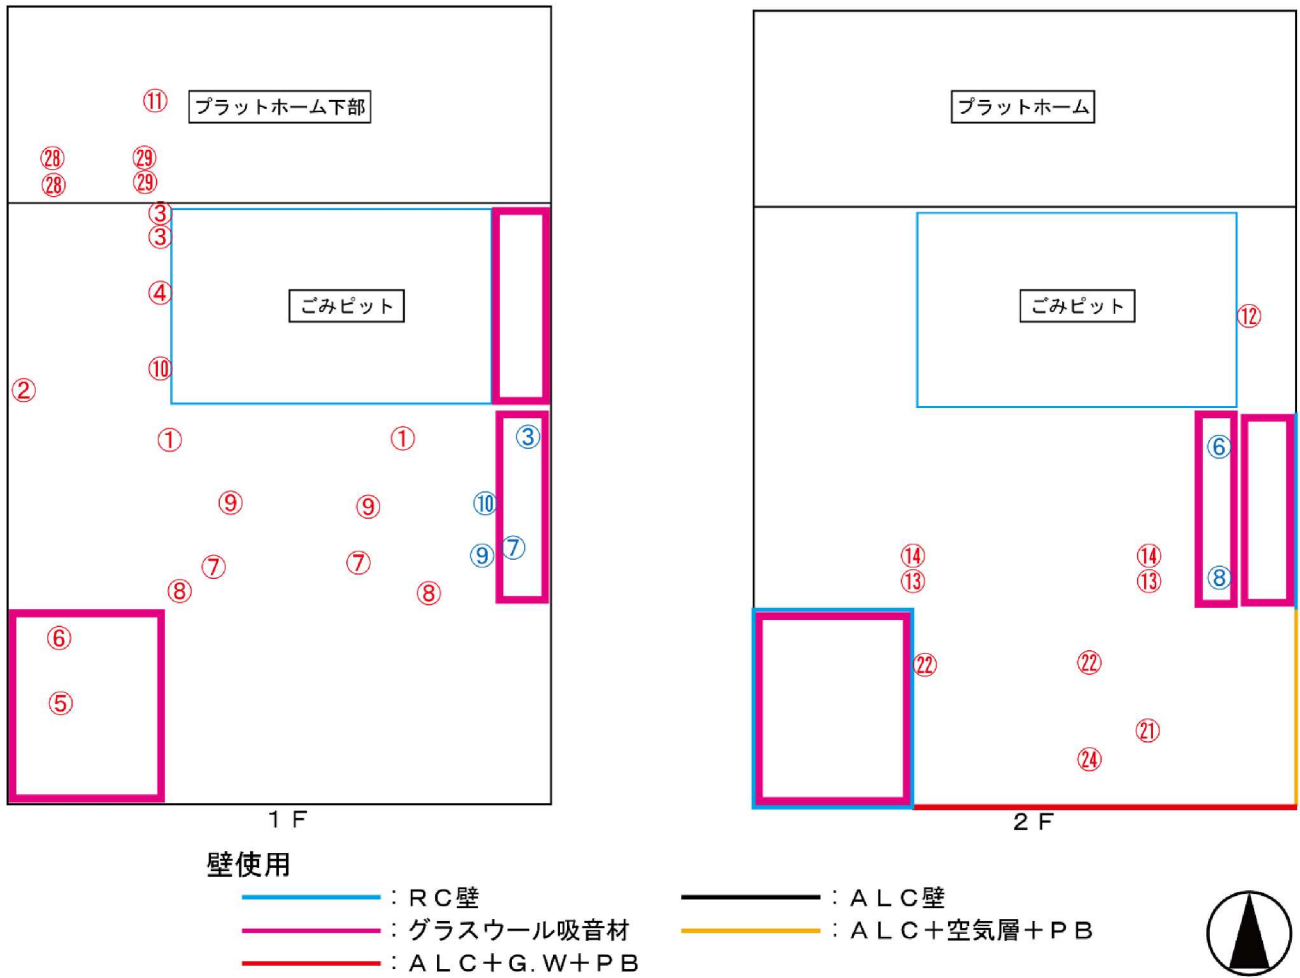 ⑪ プラットホーム下部
㉘ ㉙
㉘ ㉙
③
③
④
ごみピット
⑩
②
① ① ③
⑨ ⑨ ⑩
⑦ ⑦ ⑨ ⑦
⑧ ⑧
⑥
⑤
1F
プラットホーム
ごみピット ⑫
⑥
⑭ ⑭
⑬ ⑬ ⑧
㉒ ㉒
㉑
㉔
2F
壁使用
：RC壁
：グラスウール吸音材
：ALC+G.W+PB
：ALC壁
：ALC+空気層+PB